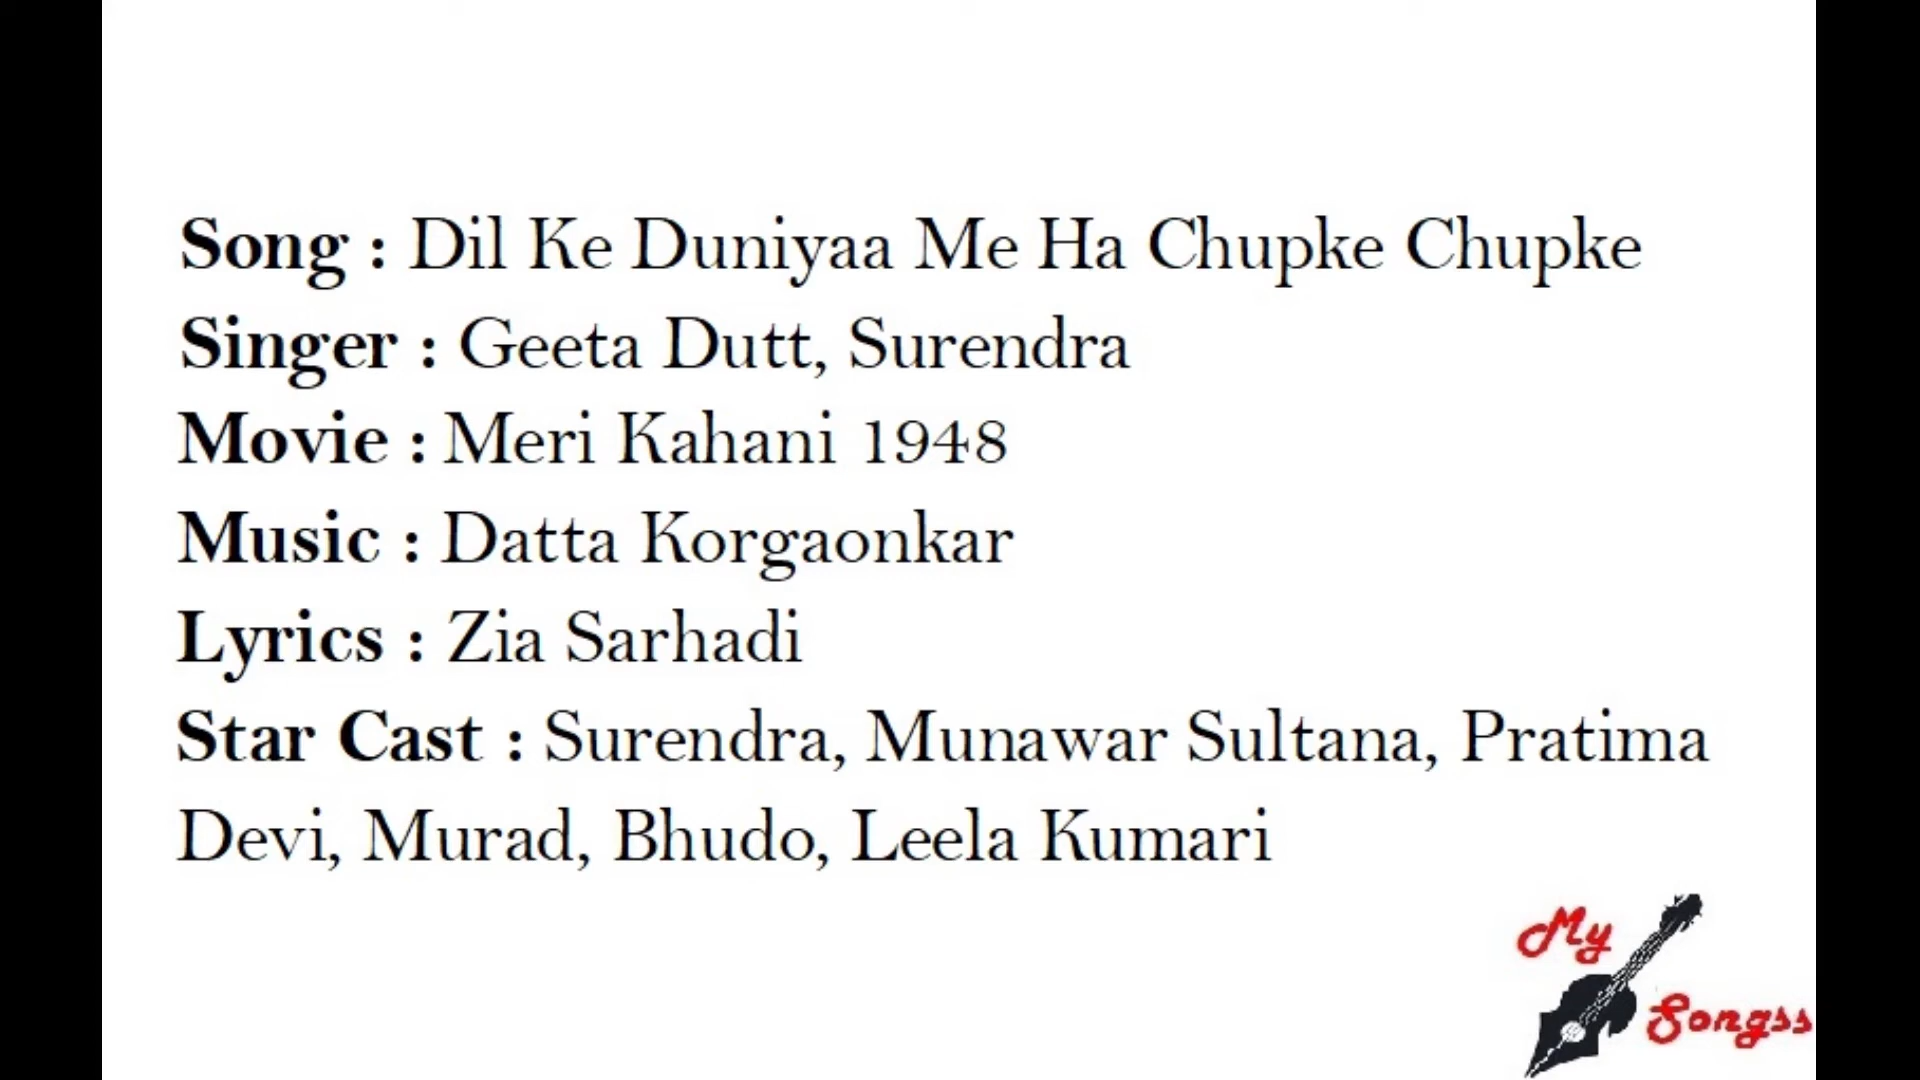 Song : Dil Ke Duniyaa Me Ha Chupke Chupke
Singer : Geeta Dutt, Surendra
Movie : Meri Kahani 1948
Music : Datta Korgaonkar
Lyrics : Zia Sarhadi
Star Cast : Surendra, Munawar Sultana, Pratima
Devi, Murad, Bhudo, Leela Kumari
My
Songss